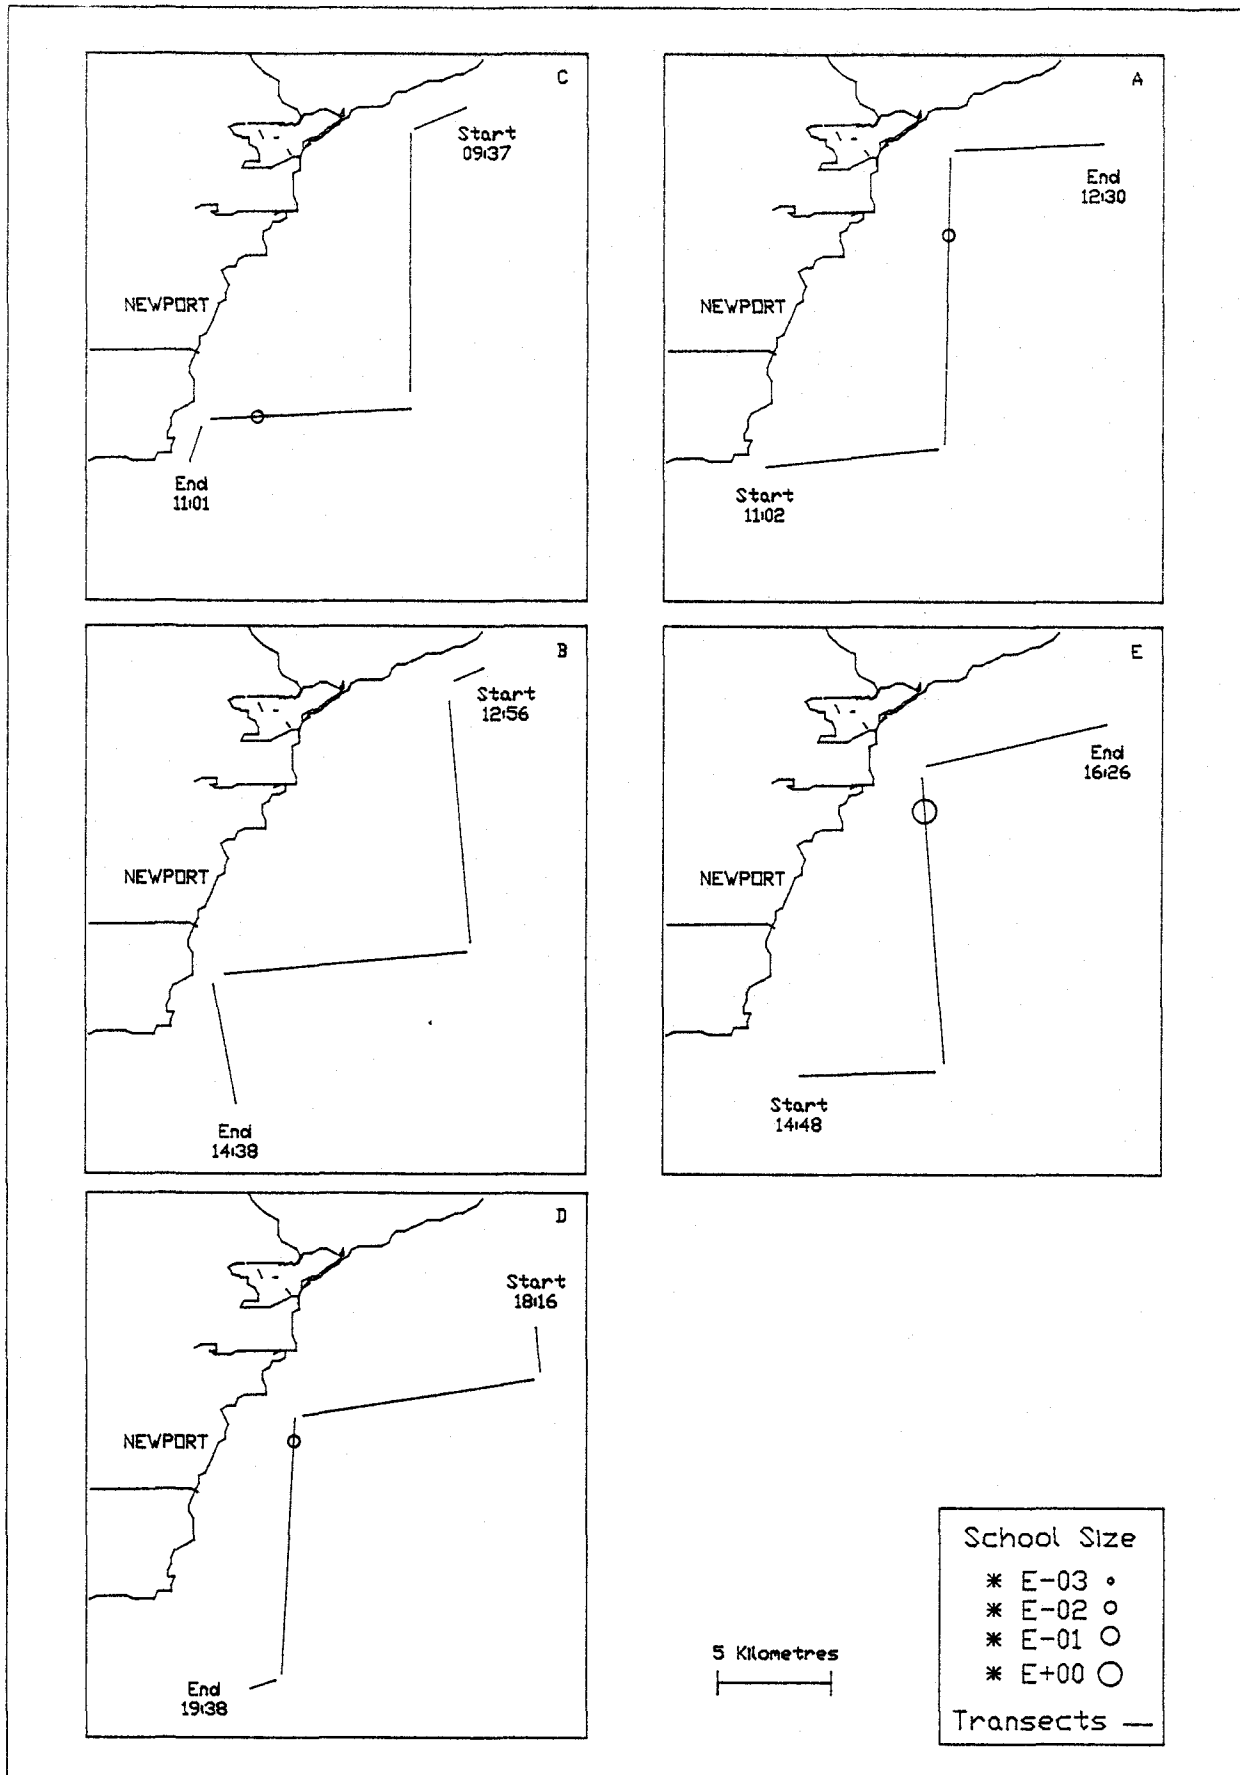 C
Start
09:37
NEWPORT
End
11:01
A
End
12:30
NEWPORT
Start
11:02
B
Start
12:56
NEWPORT
End
14:38
E
End
16:26
NEWPORT
Start
14:48
D
Start
18:16
NEWPORT
End
19:38
5 Kilometres
School Size
* E-03
* E-02
* E-01
* E+00
Transects —